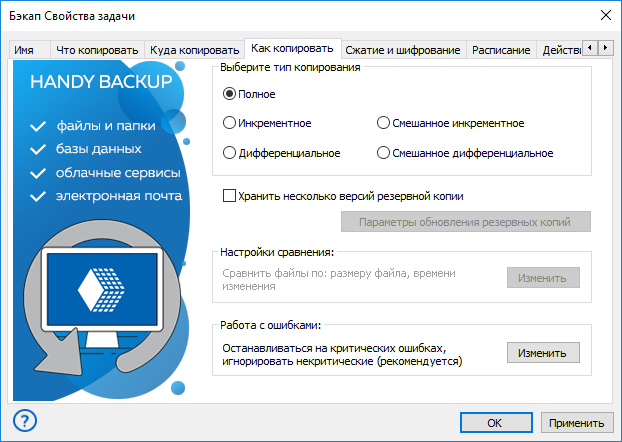 Бэкап Свойства задачи
Имя Что копировать Куда копировать Как копировать Сжатие и шифрование Расписание Действи
HANDY BACKUP
файлы и папки
базы данных
облачные сервисы
электронная почта
Выберите тип копирования
Полное
Инкрементное Смешанное инкрементное
Дифференциальное Смешанное дифференциальное
Хранить несколько версий резервной копии
Параметры обновления резервных копий
Настройки сравнения:
Сравнить файлы по: размеру файла, времени
изменения
Изменить
Работа с ошибками:
Останавливаться на критических ошибках,
игнорировать некритические (рекомендуется)
Изменить
?
OK Применить